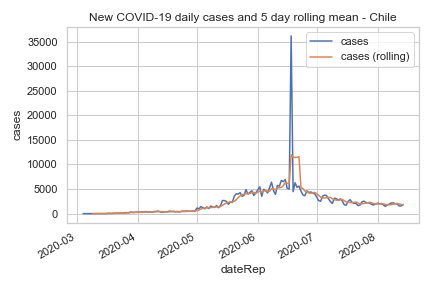 New COVID-19 daily cases and 5 day rolling mean - Chile
cases
cases (rolling)
35000
30000
25000
20000
15000
10000
5000
0
cases
2020-03
2020-04
2020-05
2020-06
2020-07
2020-08
dateRep